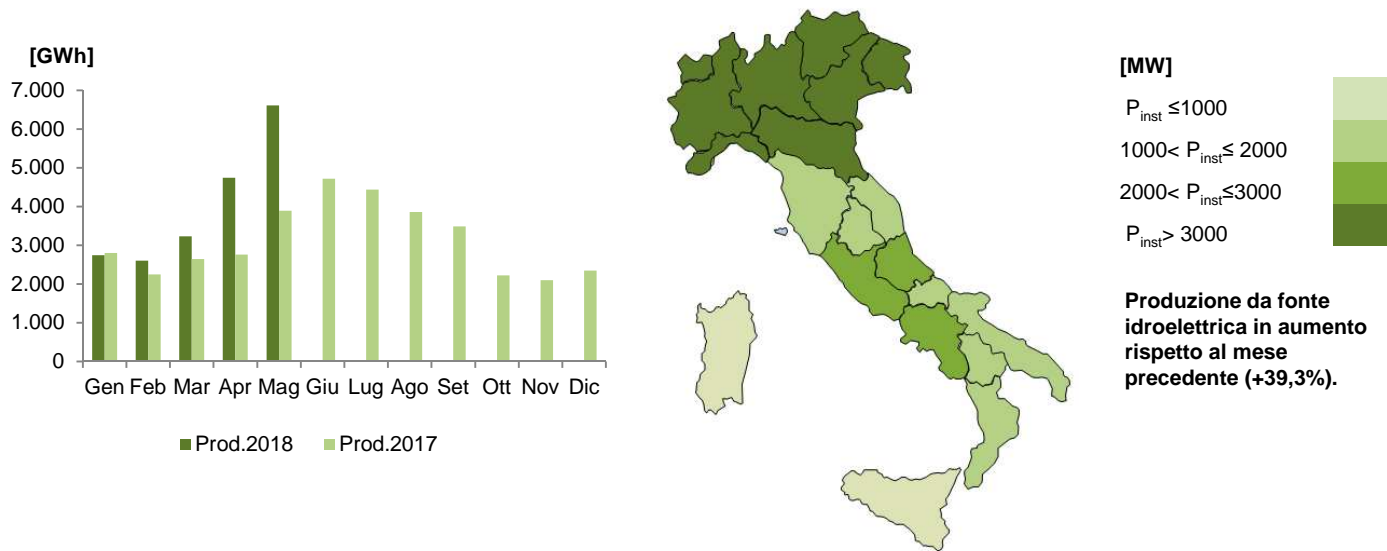 [GWh]
7.000
6.000
5.000
4.000
3.000
2.000
1.000
0
Gen Feb Mar Apr Mag Giu Lug Ago Set Ott Nov Dic
Prod.2018 Prod.2017
[MW]
Pinst ≤1000
1000< Pinst≤ 2000
2000< Pinst≤3000
Pinst> 3000
Produzione da fonte
idroelettrica in aumento
rispetto al mese
precedente (+39,3%).